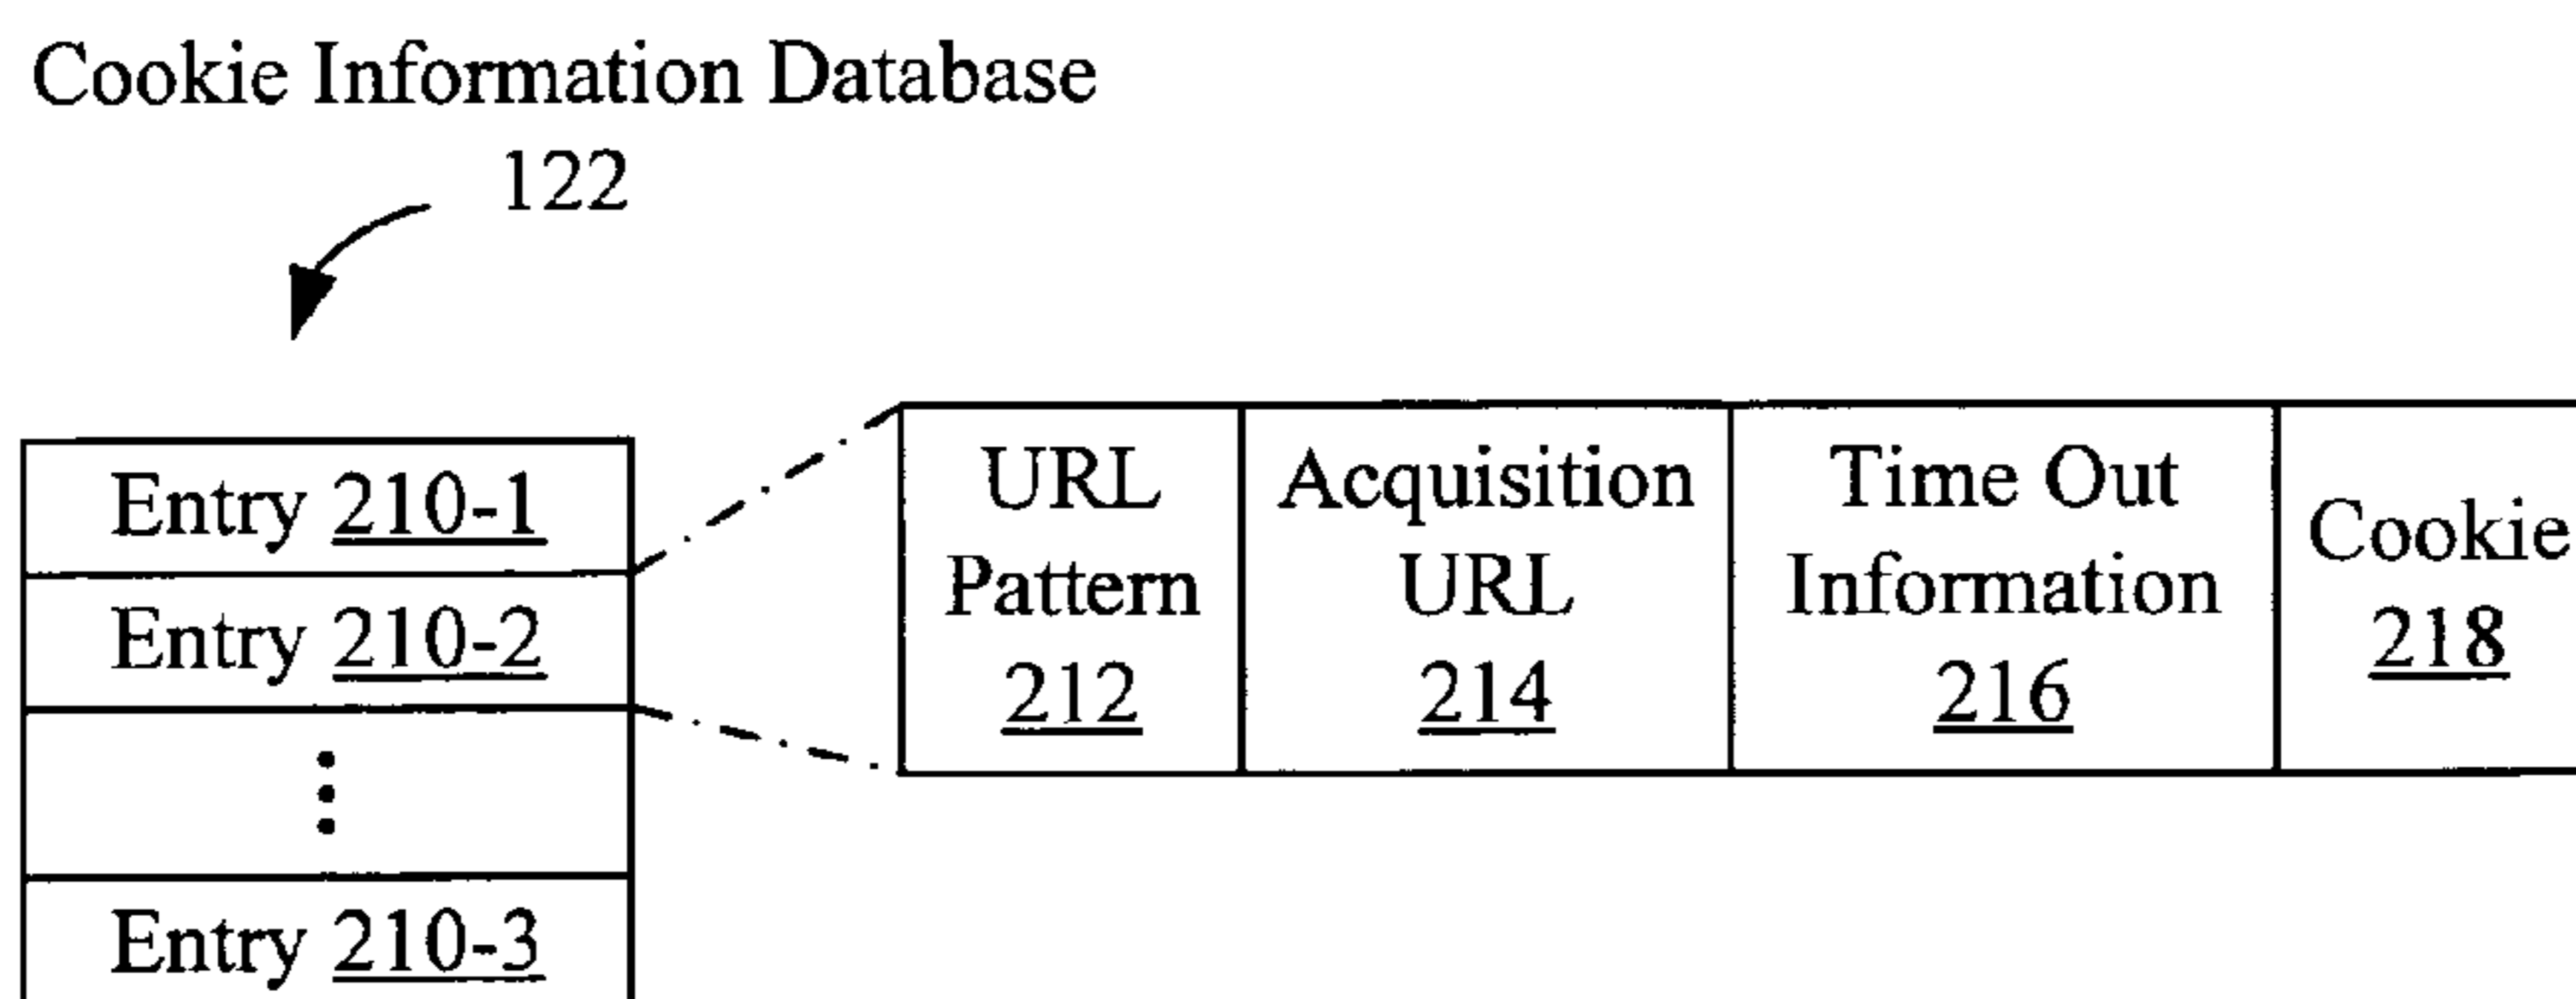 Cookie Information Database
122
Entry 210-1
Entry 210-2
Entry 210-3
URL
Pattern
212
Acquisition
URL
214
Time Out
Information
216
Cookie
218